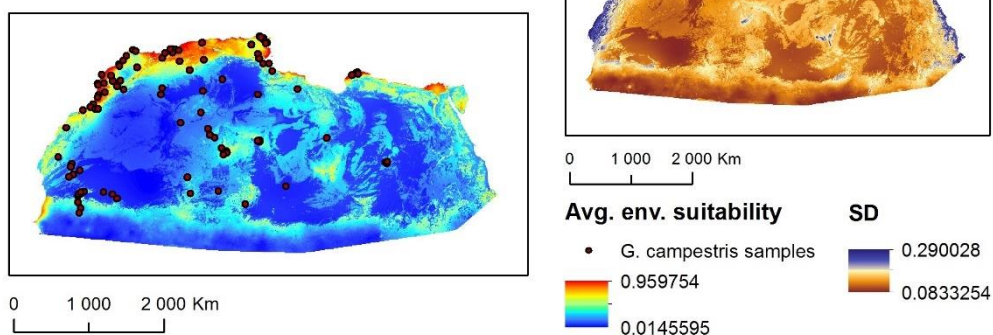 0 1 000 2 000 Km
0 1 000 2 000 Km
Avg. env. suitability
G. campestris samples
0.959754
0.0145595
SD
0.290028
0.0833254